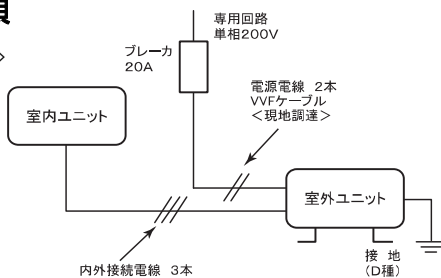 専用回路
単相200V
ブレーカ
20A
電源電線 2本
VVFケーブル
＜現地調達＞
室内ユニット
室外ユニット
内外接続電線 3本
接 地
（D種）